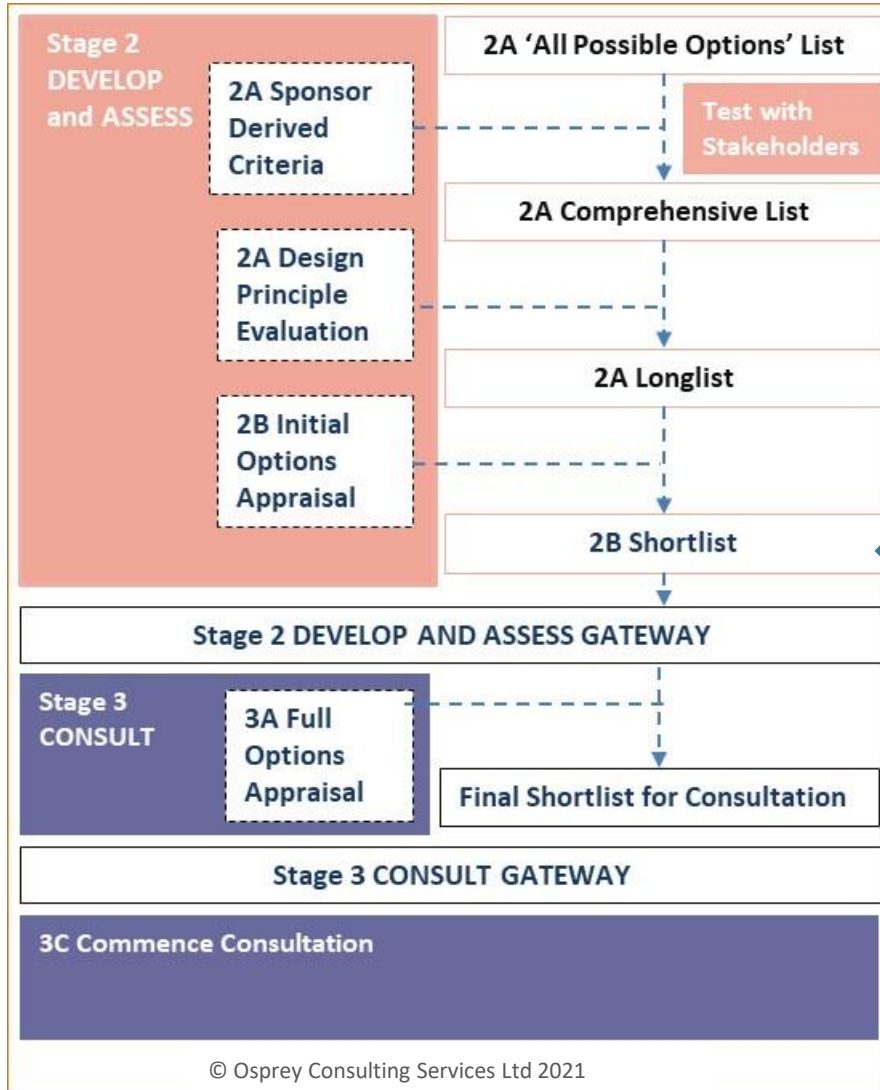 Stage 2
DEVELOP
and ASSESS
2A ‘All Possible Options’ List
2A Sponsor
Derived
Criteria
Test with
Stakeholders
2A Comprehensive List
2A Design
Principle
Evaluation
2A Longlist
2B Initial
Options
Appraisal
2B Shortlist
Stage 2 DEVELOP AND ASSESS GATEWAY
Stage 3
CONSULT
3A Full
Options
Appraisal
Final Shortlist for Consultation
Stage 3 CONSULT GATEWAY
3C Commence Consultation
© Osprey Consulting Services Ltd 2021